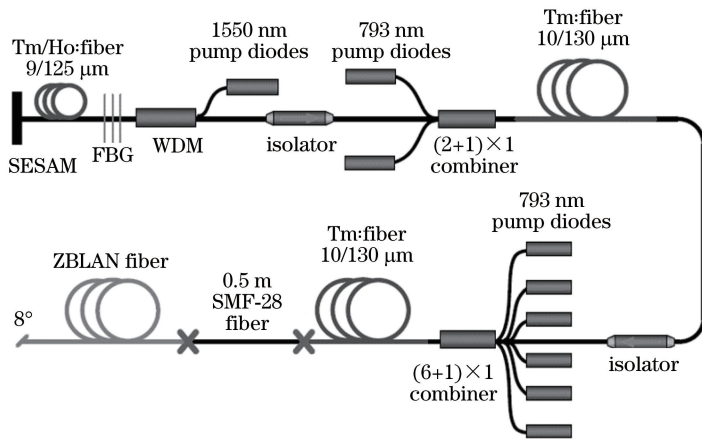 Tm/Ho:fiber
9/125 μm
1550 nm
pump diodes
793 nm
pump diodes
Tm:fiber
10/130 μm
SESAM
FBG
WDM
isolator
(2+1)×1
combiner
793 nm
pump diodes
ZBLAN fiber
0.5 m
SMF-28
fiber
Tm:fiber
10/130 μm
8°
(6+1)×1
combiner
isolator